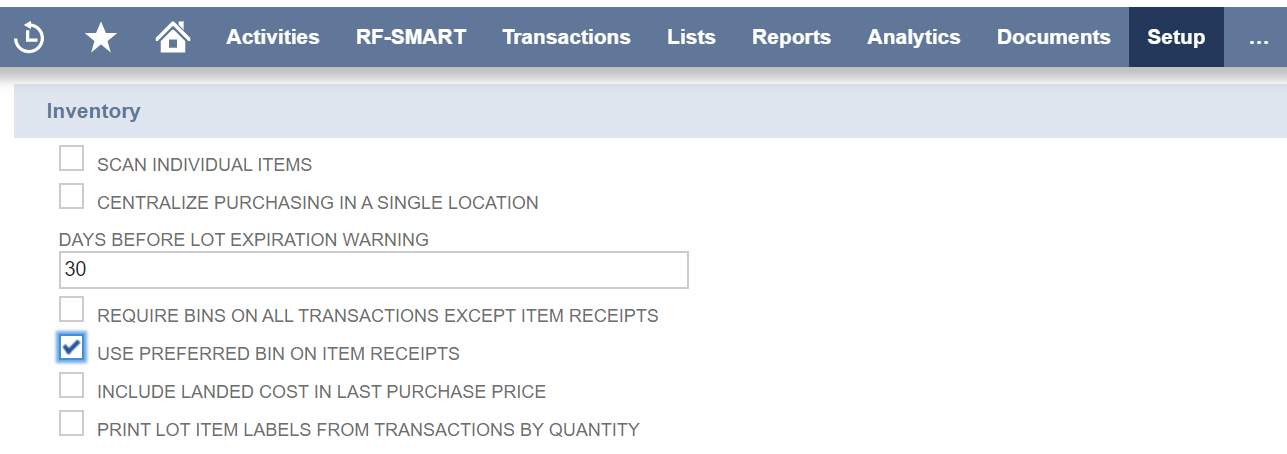 Activities RF-SMART Transactions Lists Reports Analytics Documents Setup ...
Inventory
SCAN INDIVIDUAL ITEMS
CENTRALIZE PURCHASING IN A SINGLE LOCATION
DAYS BEFORE LOT EXPIRATION WARNING
30
REQUIRE BINS ON ALL TRANSACTIONS EXCEPT ITEM RECEIPTS
USE PREFERRED BIN ON ITEM RECEIPTS
INCLUDE LANDED COST IN LAST PURCHASE PRICE
PRINT LOT ITEM LABELS FROM TRANSACTIONS BY QUANTITY